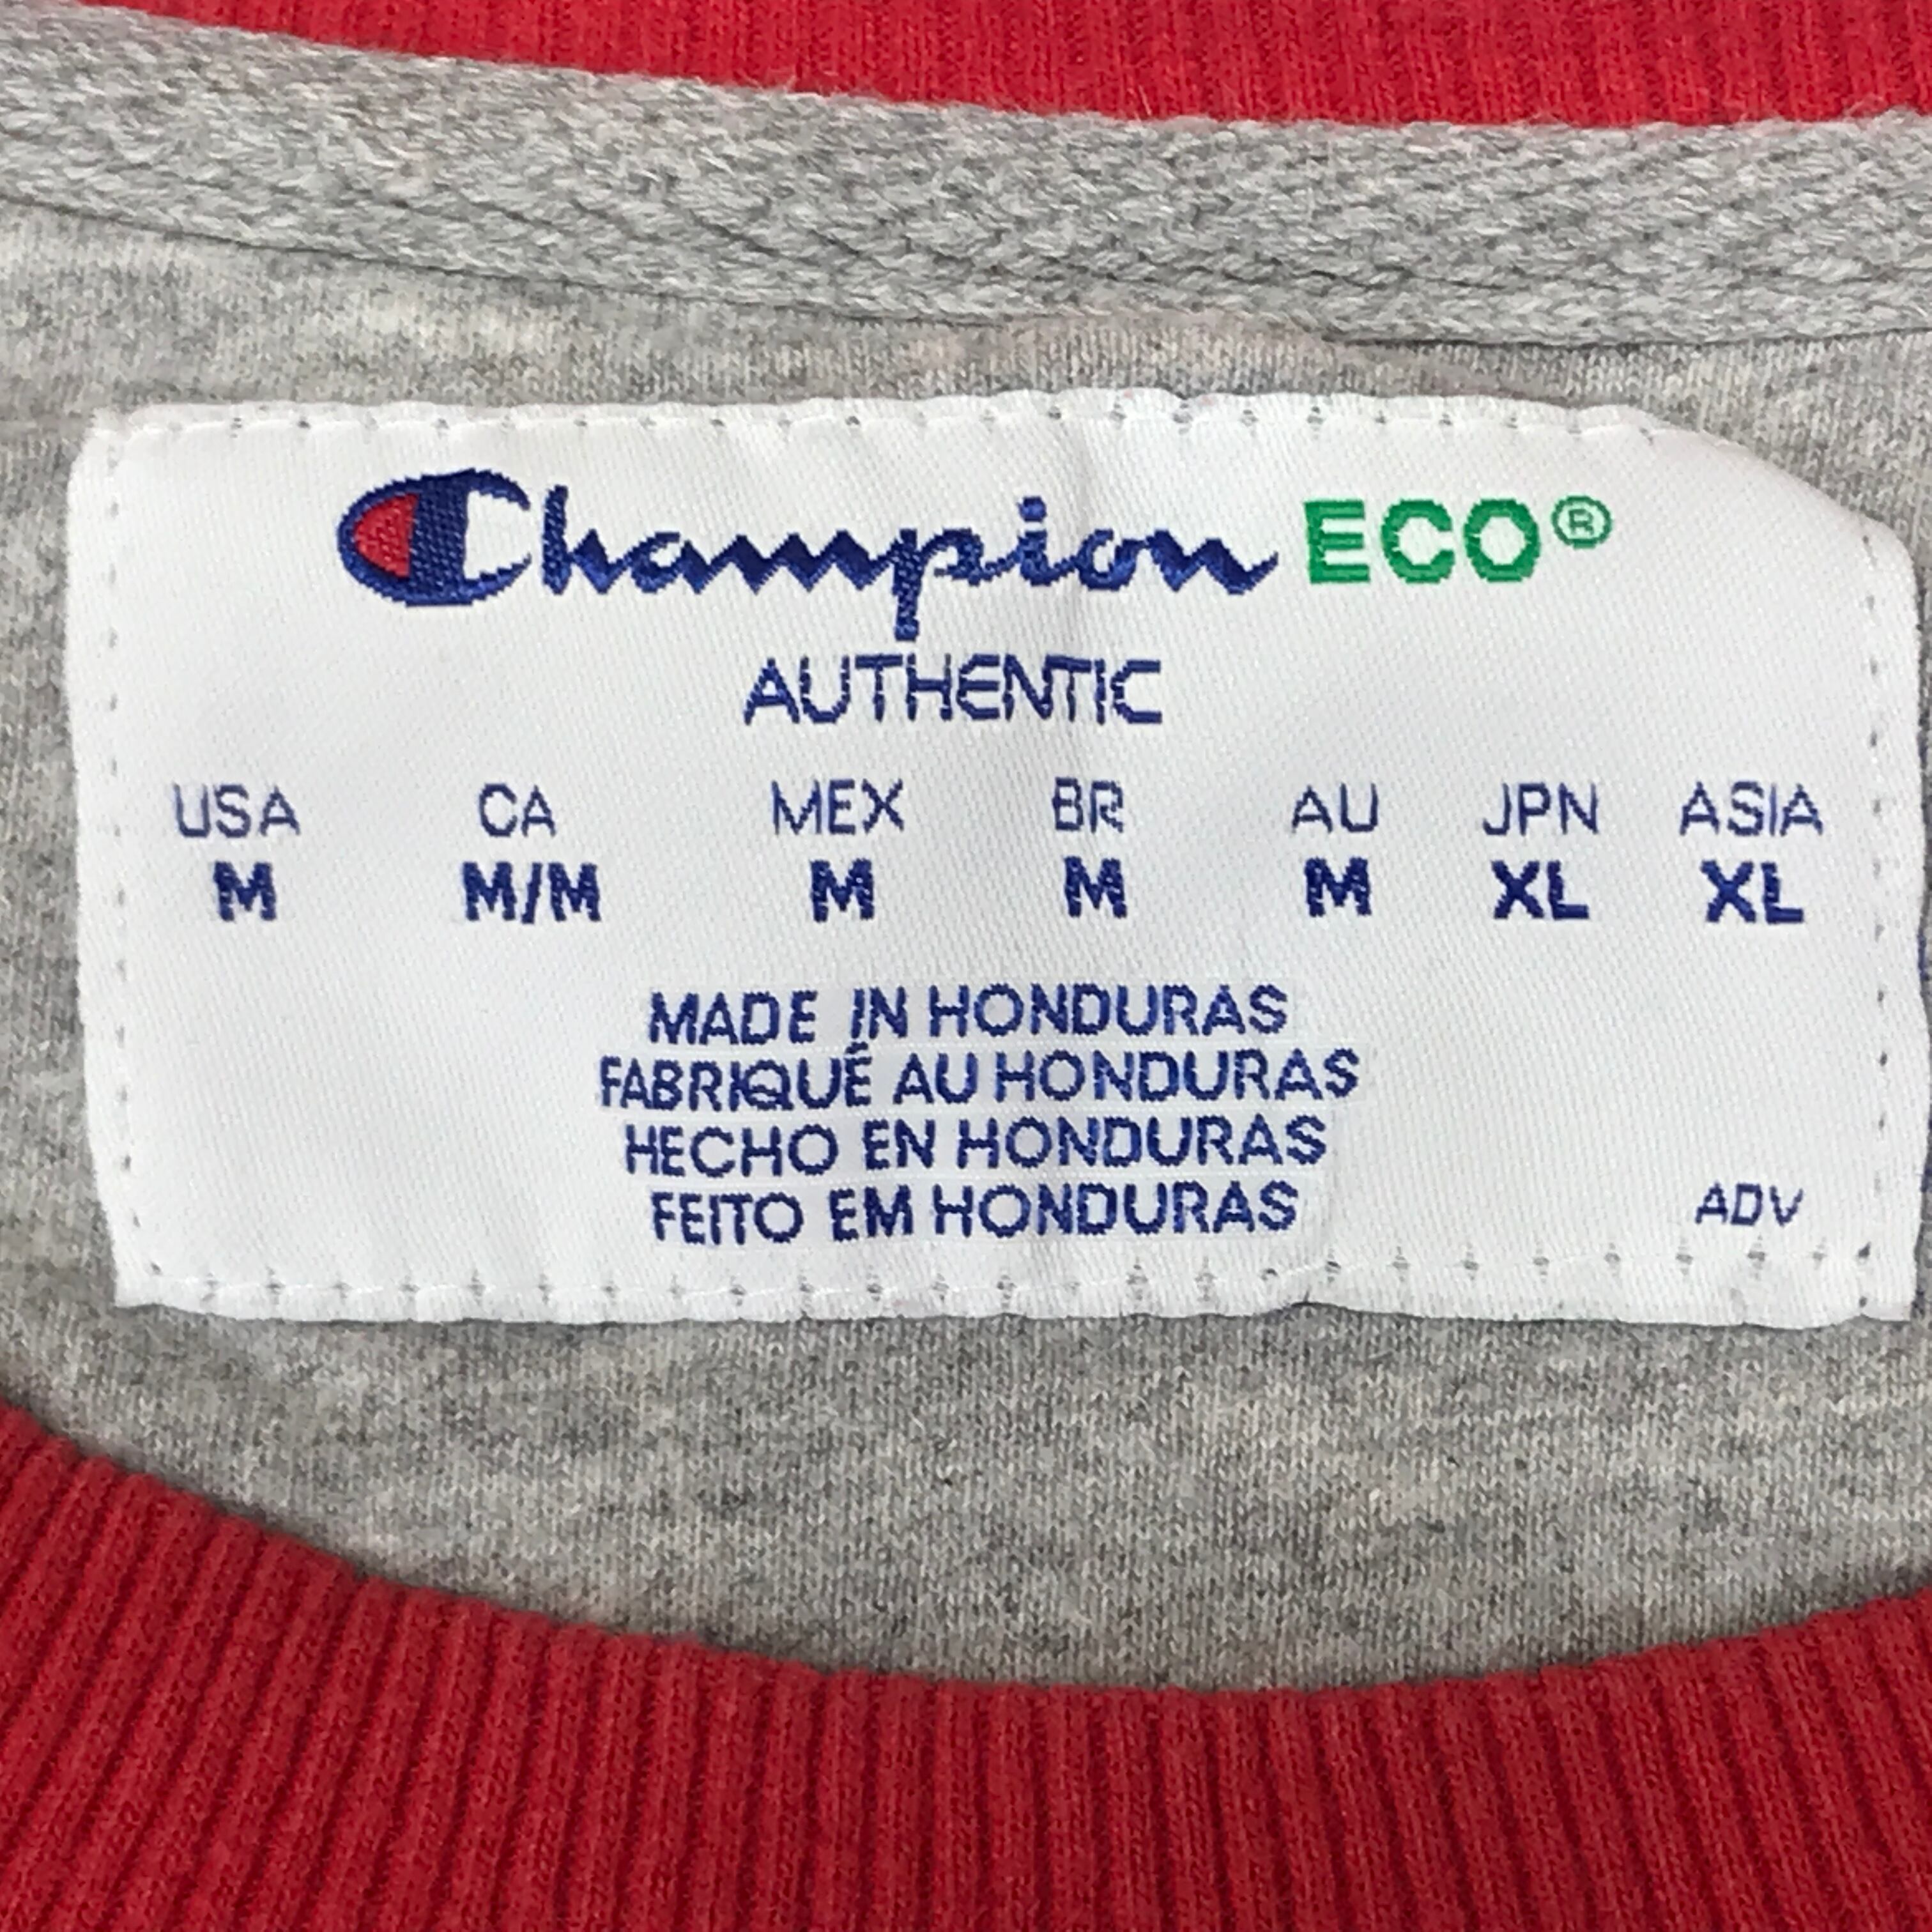 Champion ECO®
AUTHENTIC
USA CA MEX BR AU JPN ASIA
M M/M M M M XL XL
MADE IN HONDURAS
FABRIQUÉ AU HONDURAS
HECHO EN HONDURAS
FEITO EM HONDURAS
ADV